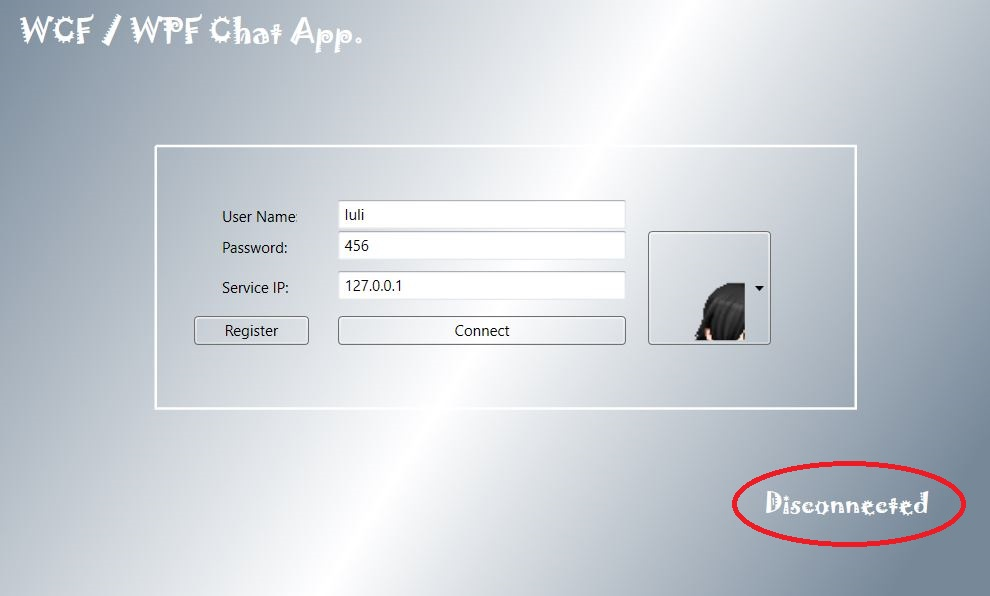 WCF / WPF Chat App.
User Name: luli
Password: 456
Service IP: 127.0.0.1
Register Connect
Disconnected